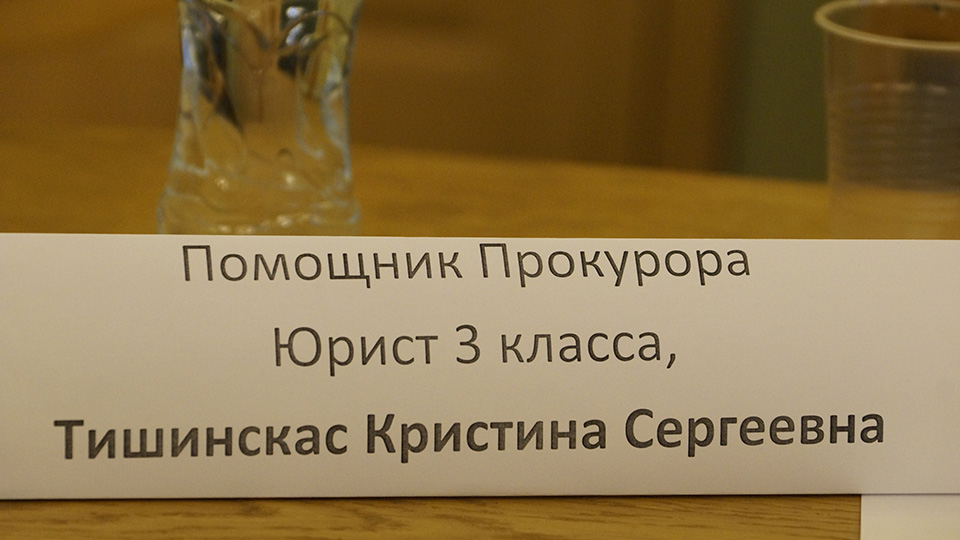 Помощник Прокурора
Юрист 3 класса,
Тишинскас Кристина Сергеевна